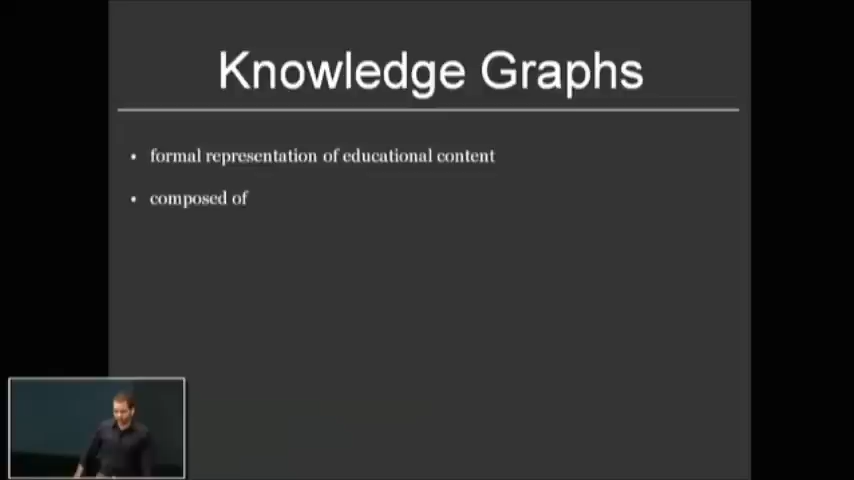 Knowledge Graphs
• formal representation of educational content
• composed of